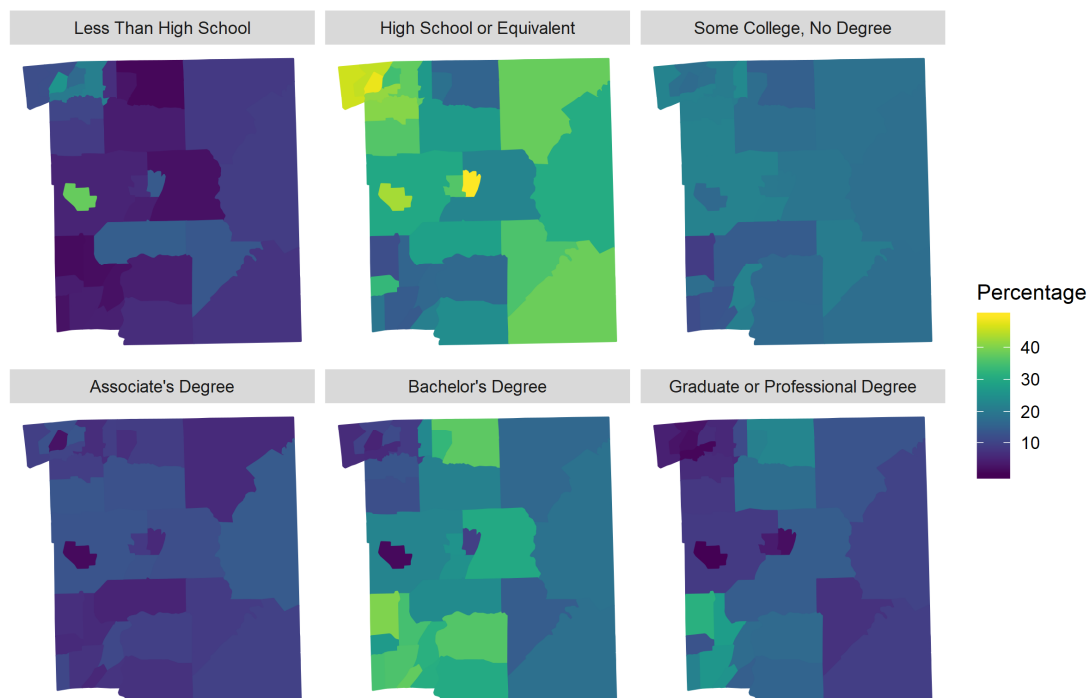 Less Than High School
High School or Equivalent
Some College, No Degree
Percentage
40
30
20
10
Associate's Degree
Bachelor's Degree
Graduate or Professional Degree